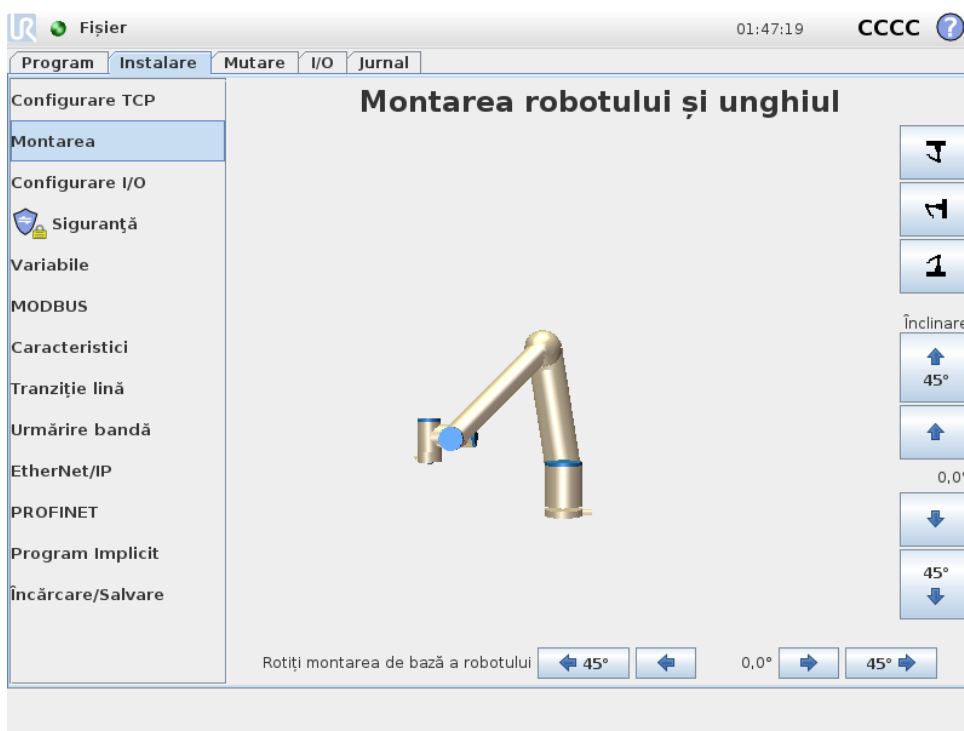 UR Fișier 01:47:19 CCCC ?
Program Instalare Mutare I/O Jurnal
Configurare TCP
Montarea
Configurare I/O
Siguranţă
Variabile
MODBUS
Caracteristici
Tranziție lină
Urmărire bandă
EtherNet/IP
PROFINET
Program Implicit
Încărcare/Salvare
Montarea robotului și unghiul
Înclinare
45°
0,0°
45°
Rotiți montarea de bază a robotului 45° 0,0° 45°